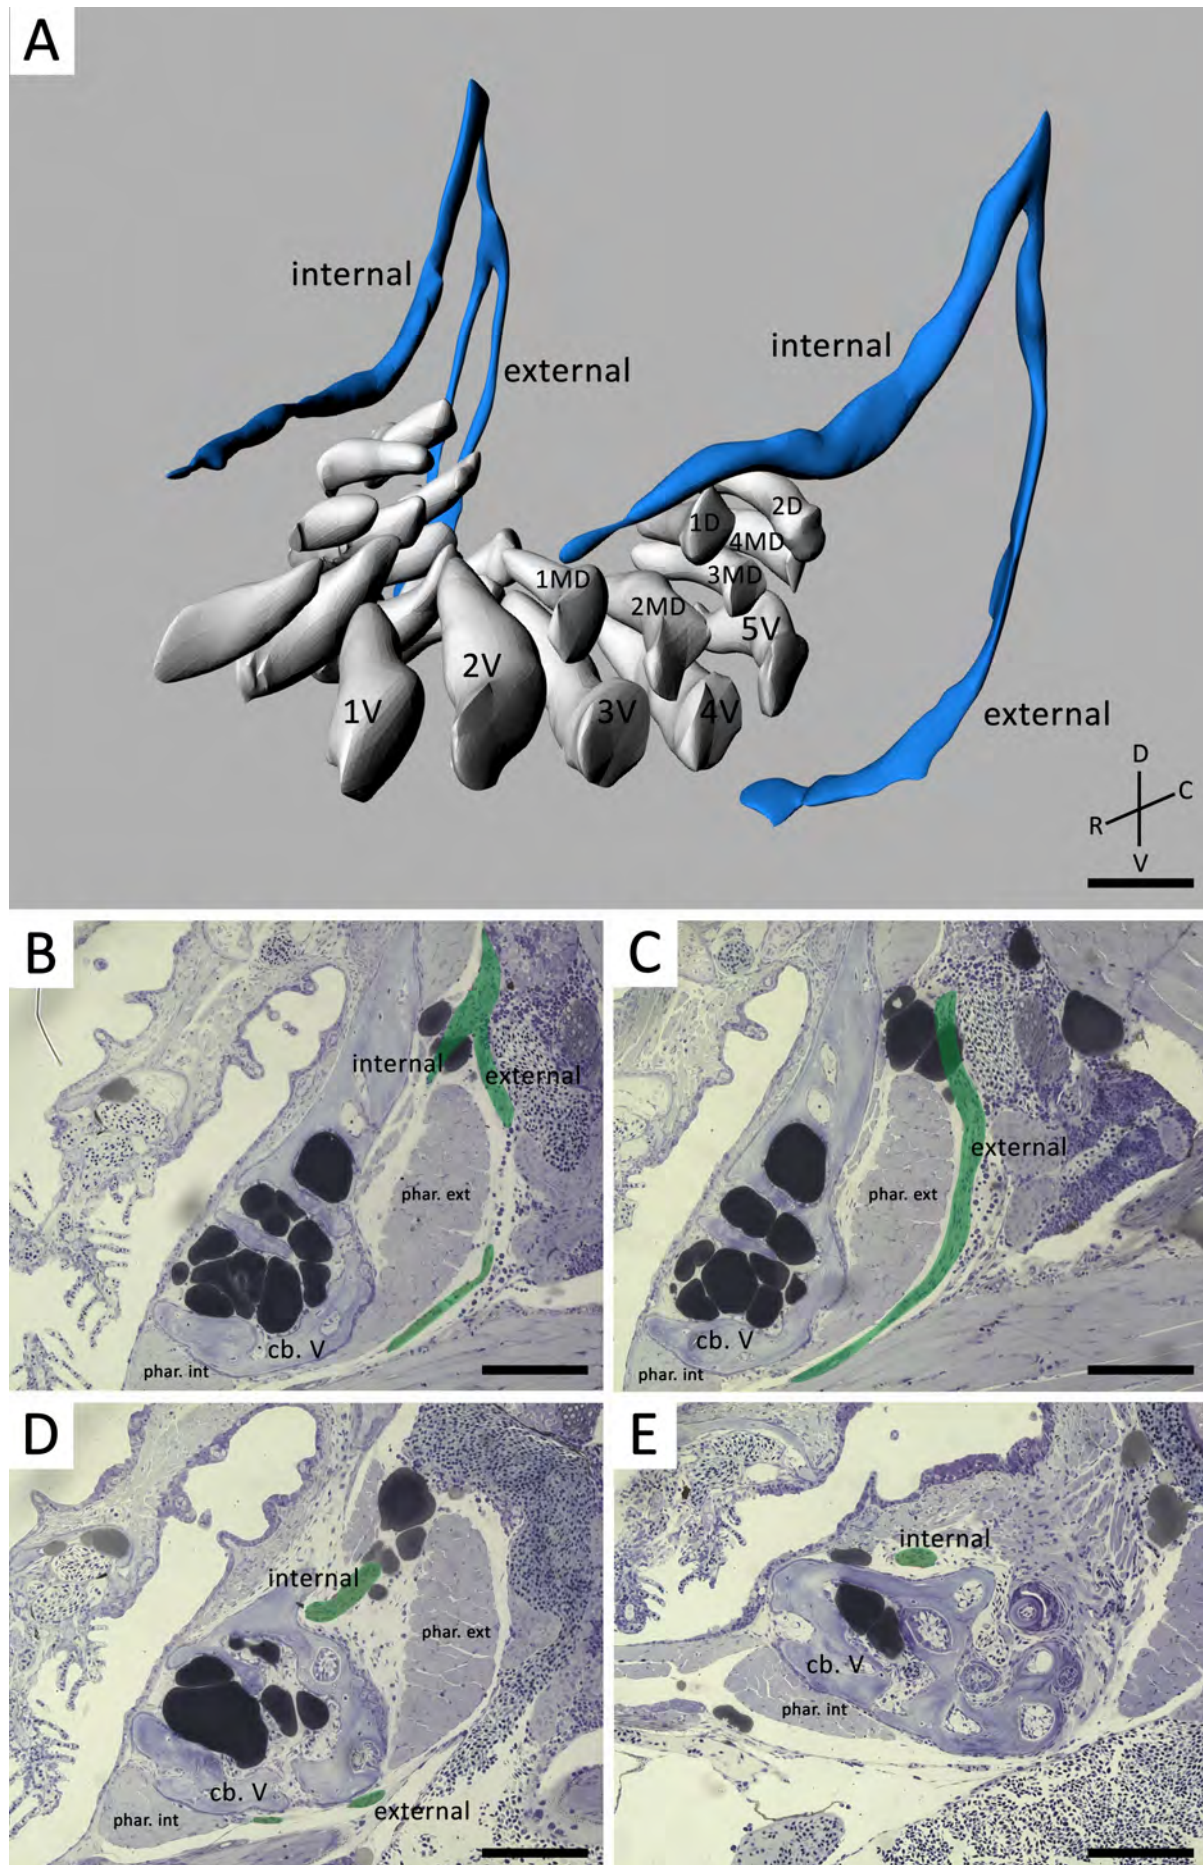 A
internal
external
internal
external
1D
2D
4MD
3MD
1MD
2MD
5V
2V
1V
3V
4V
D
C
R
V
B
internal
external
phar. ext
cb. V
phar. int
C
external
phar. ext
cb. V
phar. int
D
internal
phar. ext
cb. V
phar. int
external
E
internal
cb. V
phar. int